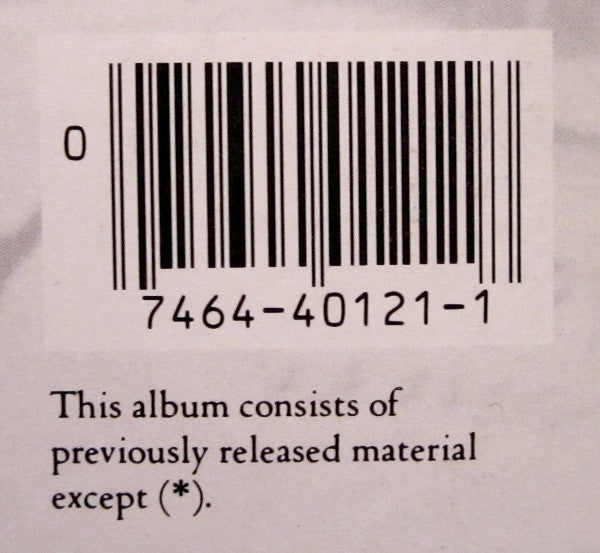 0
7464-40121-1
This album consists of
previously released material
except (*).